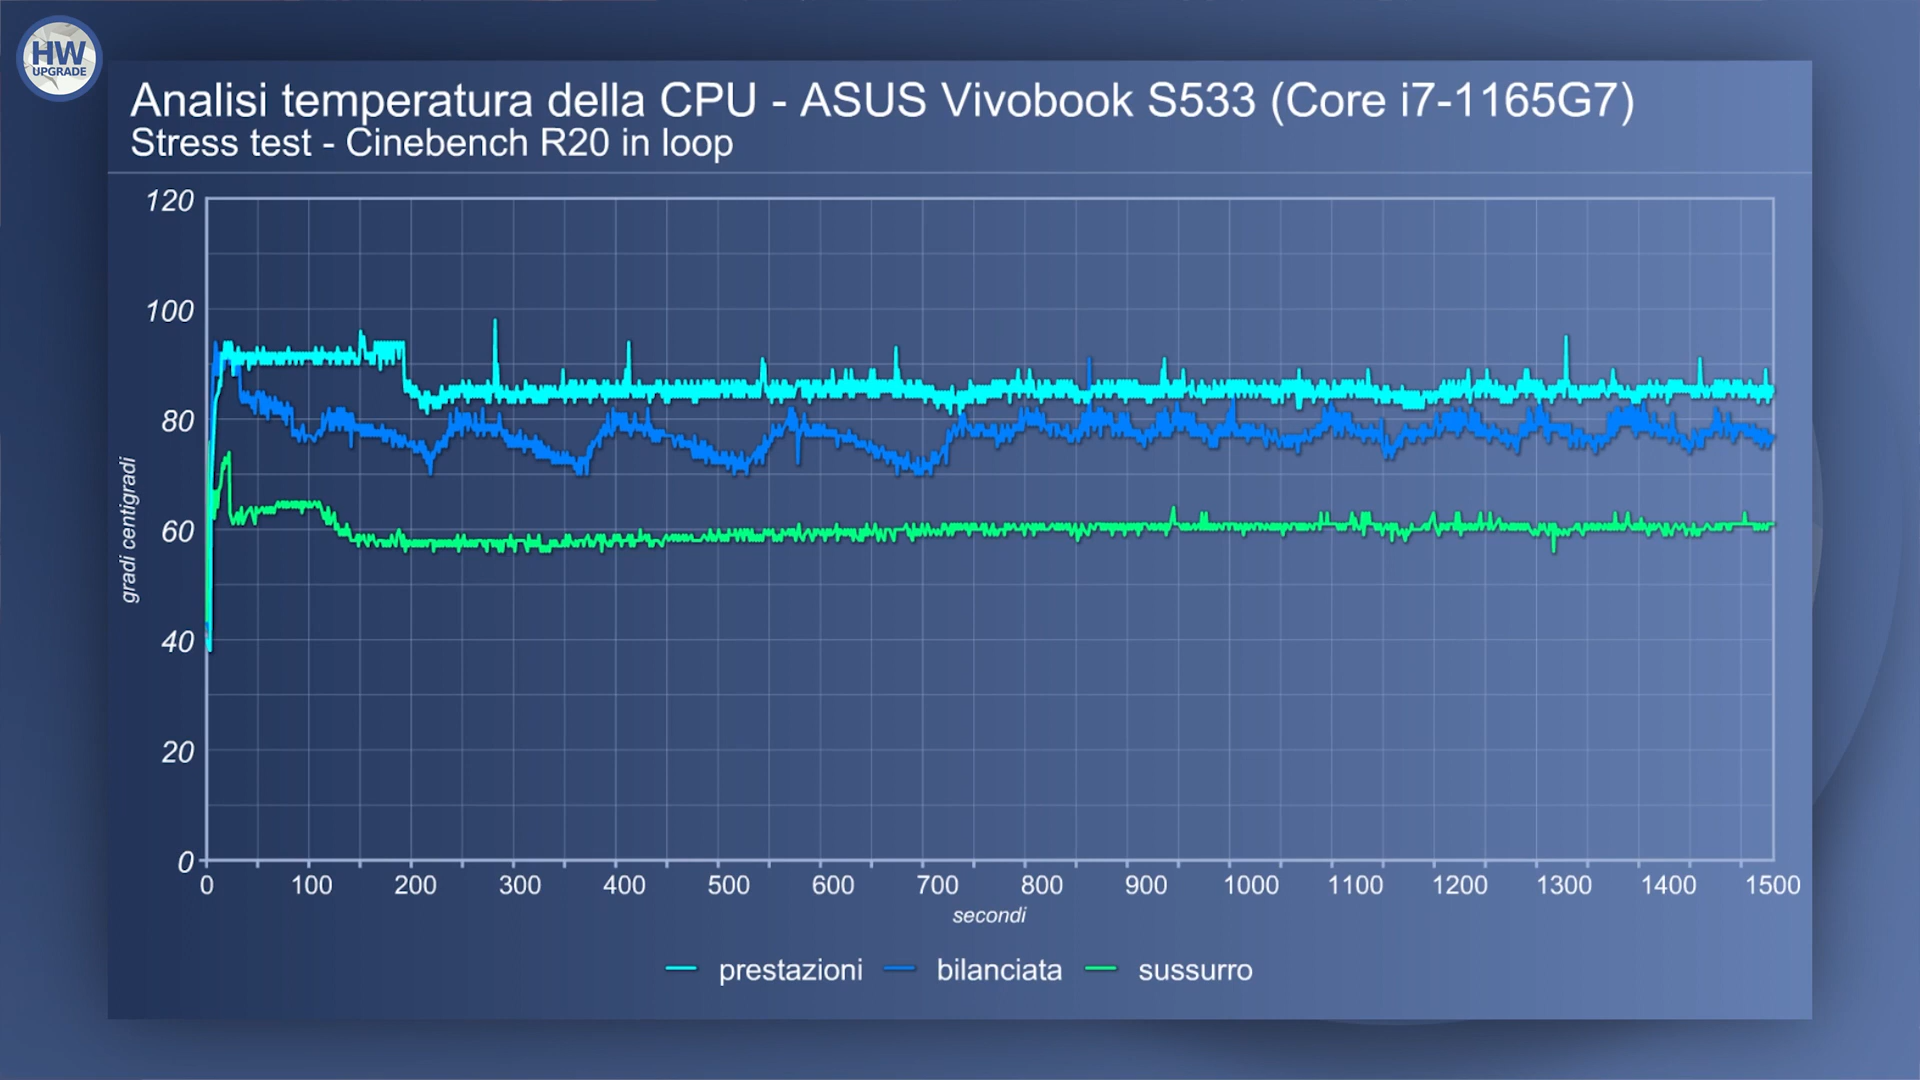 HW
UPGRADE
Analisi temperatura della CPU - ASUS Vivobook S533 (Core i7-1165G7)
Stress test - Cinebench R20 in loop
120
100
80
60
40
20
0
gradi centigradi
0 100 200 300 400 500 600 700 800 900 1000 1100 1200 1300 1400 1500
secondi
prestazioni bilanciata sussurro